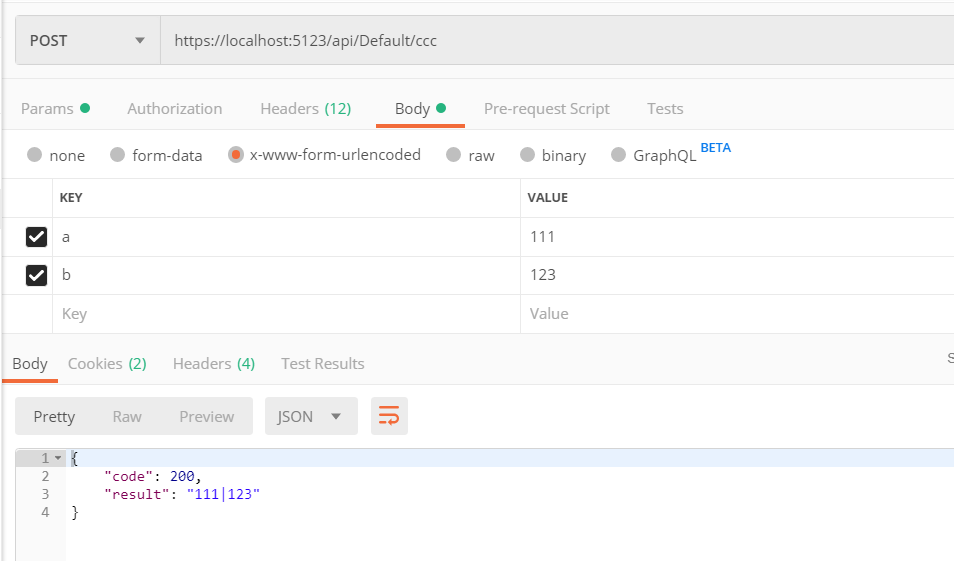 POST https://localhost:5123/api/Default/ccc
Params Authorization Headers (12) Body Pre-request Script Tests
none form-data x-www-form-urlencoded raw binary GraphQL BETA
KEY VALUE
a 111
b 123
Key Value
Body Cookies (2) Headers (4) Test Results
Pretty Raw Preview JSON
1 {
2 "code": 200,
3 "result": "111|123"
4 }